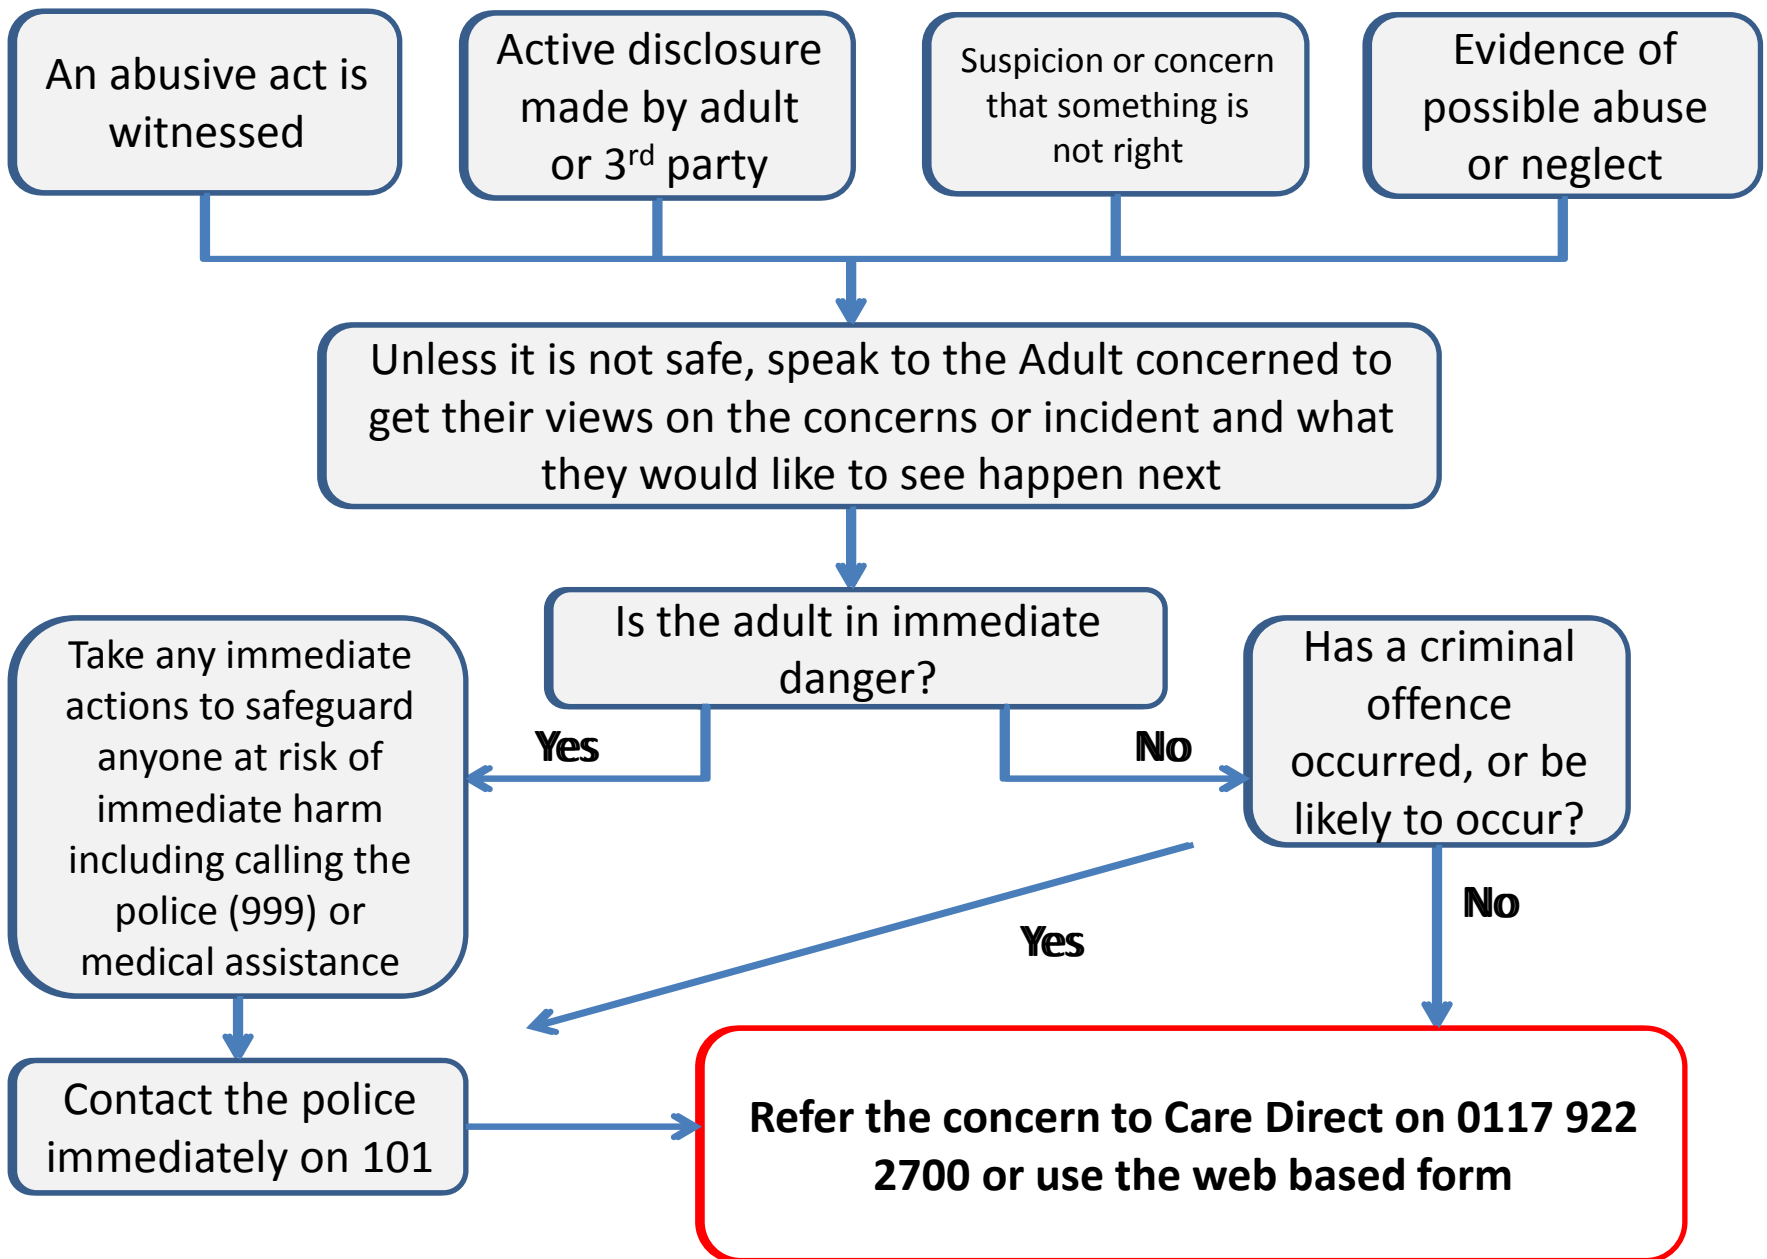 An abusive act is
witnessed
Active disclosure
made by adult
or 3rd party
Suspicion or concern
that something is
not right
Evidence of
possible abuse
or neglect
Unless it is not safe, speak to the Adult concerned to
get their views on the concerns or incident and what
they would like to see happen next
Is the adult in immediate
danger?
Yes
No
Take any immediate
actions to safeguard
anyone at risk of
immediate harm
including calling the
police (999) or
medical assistance
Has a criminal
offence
occurred, or be
likely to occur?
Yes
No
Contact the police
immediately on 101
Refer the concern to Care Direct on 0117 922
2700 or use the web based form